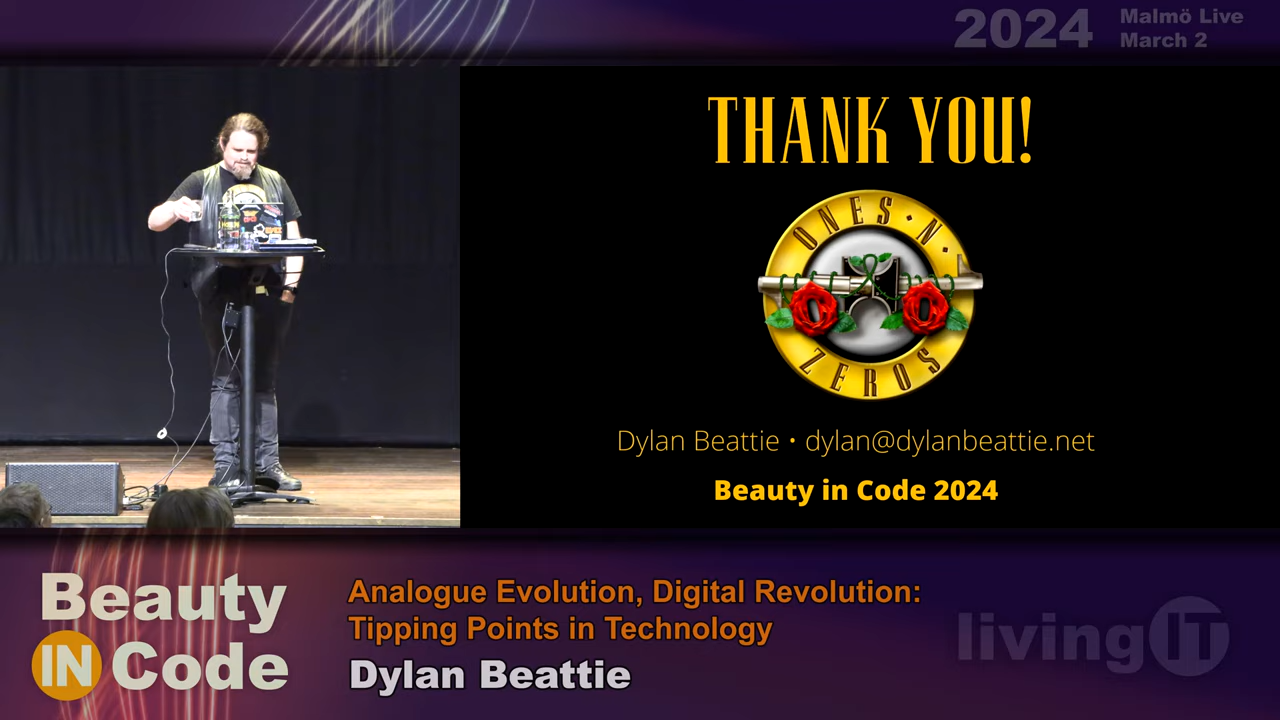 2024
Malmö Live
March 2
THANK YOU!
ONES · N ·
ZEROS
Dylan Beattie • dylan@dylanbeattie.net
Beauty in Code 2024
Beauty
IN Code
Analogue Evolution, Digital Revolution:
Tipping Points in Technology
Dylan Beattie
livingIT